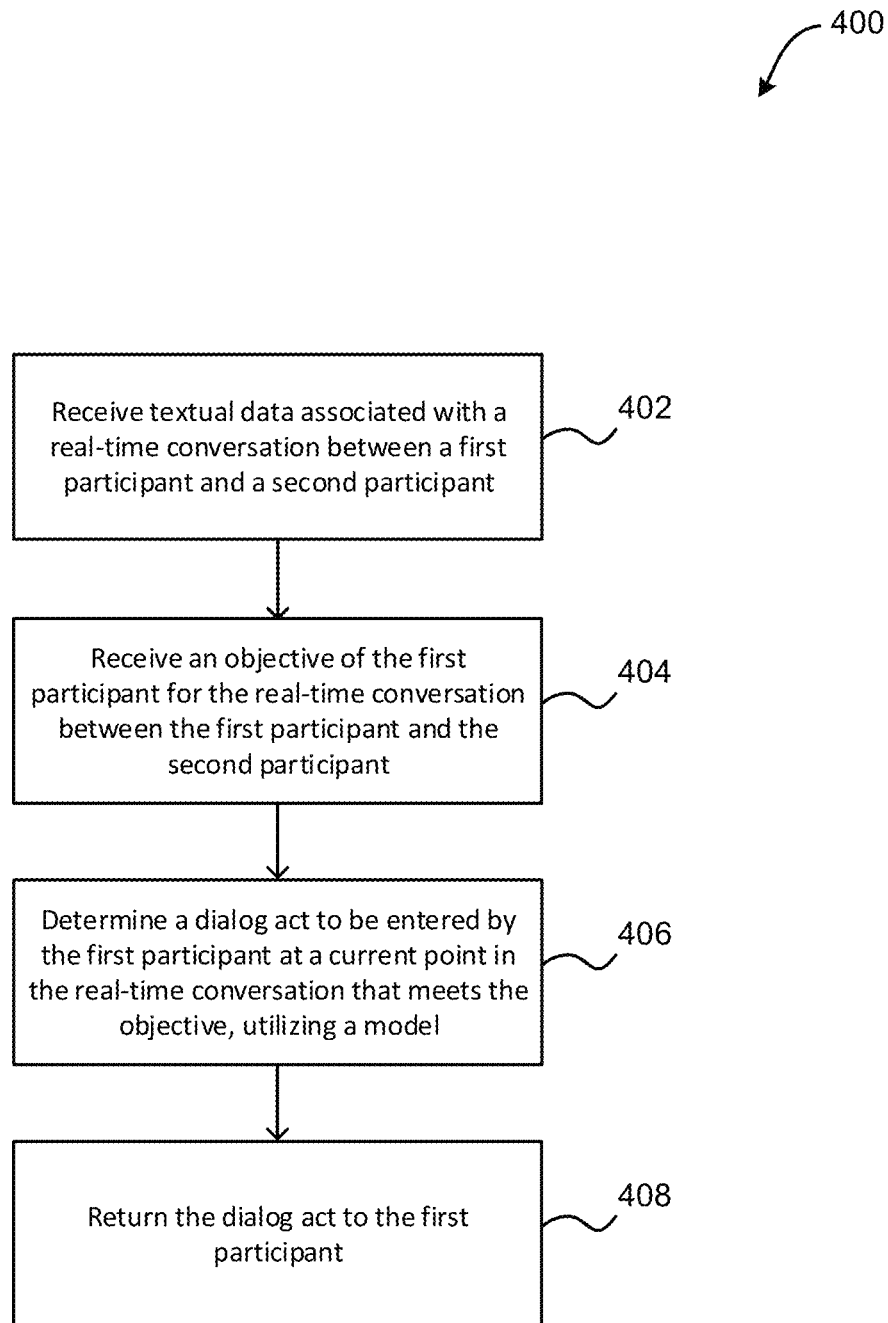 400
Receive textual data associated with a
real-time conversation between a first
participant and a second participant
402
Receive an objective of the first
participant for the real-time conversation
between the first participant and the
second participant
404
Determine a dialog act to be entered by
the first participant at a current point in
the real-time conversation that meets the
objective, utilizing a model
406
Return the dialog act to the first
participant
408